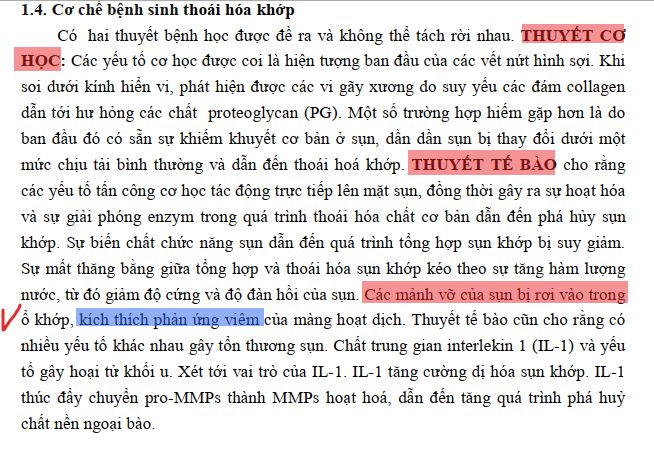 1.4. Cơ chế bệnh sinh thoái hóa khớp
Có hai thuyết bệnh học được đề ra và không thể tách rời nhau. THUYẾT CƠ
HỌC: Các yếu tố cơ học được coi là hiện tượng ban đầu của các vết nứt hình sợi. Khi
soi dưới kính hiển vi, phát hiện được các vi gãy xương do suy yếu các đám collagen
dẫn tới hư hỏng các chất proteoglycan (PG). Một số trường hợp hiếm gặp hơn là do
ban đầu đó có sẵn sự khiếm khuyết cơ bản ở sụn, dần dần sụn bị thay đổi dưới một
mức chịu tải bình thường và dẫn đến thoái hoá khớp. THUYẾT TẾ BÀO cho rằng
các yếu tố tấn công cơ học tác động trực tiếp lên mặt sụn, đồng thời gây ra sự hoạt hóa
và sự giải phóng enzym trong quá trình thoái hóa chất cơ bản dẫn đến phá hủy sụn
khớp. Sự biến chất chức năng sụn dẫn đến quá trình tổng hợp sụn khớp bị suy giảm.
Sự mất thăng bằng giữa tổng hợp và thoái hóa sụn khớp kéo theo sự tăng hàm lượng
nước, từ đó giảm độ cứng và độ đàn hồi của sụn. Các mảnh vỡ của sụn bị rơi vào trong
ổ khớp, kích thích phản ứng viêm của màng hoạt dịch. Thuyết tế bào cũn cho rằng có
nhiều yếu tố khác nhau gây tổn thương sụn. Chất trung gian interlekin 1 (IL-1) và yếu
tố gây hoại tử khối u. Xét tới vai trò của IL-1. IL-1 tăng cường dị hóa sụn khớp. IL-1
thúc đẩy chuyển pro-MMPs thành MMPs hoạt hoá, dẫn đến tăng quá trình phá huỷ
chất nền ngoại bào.